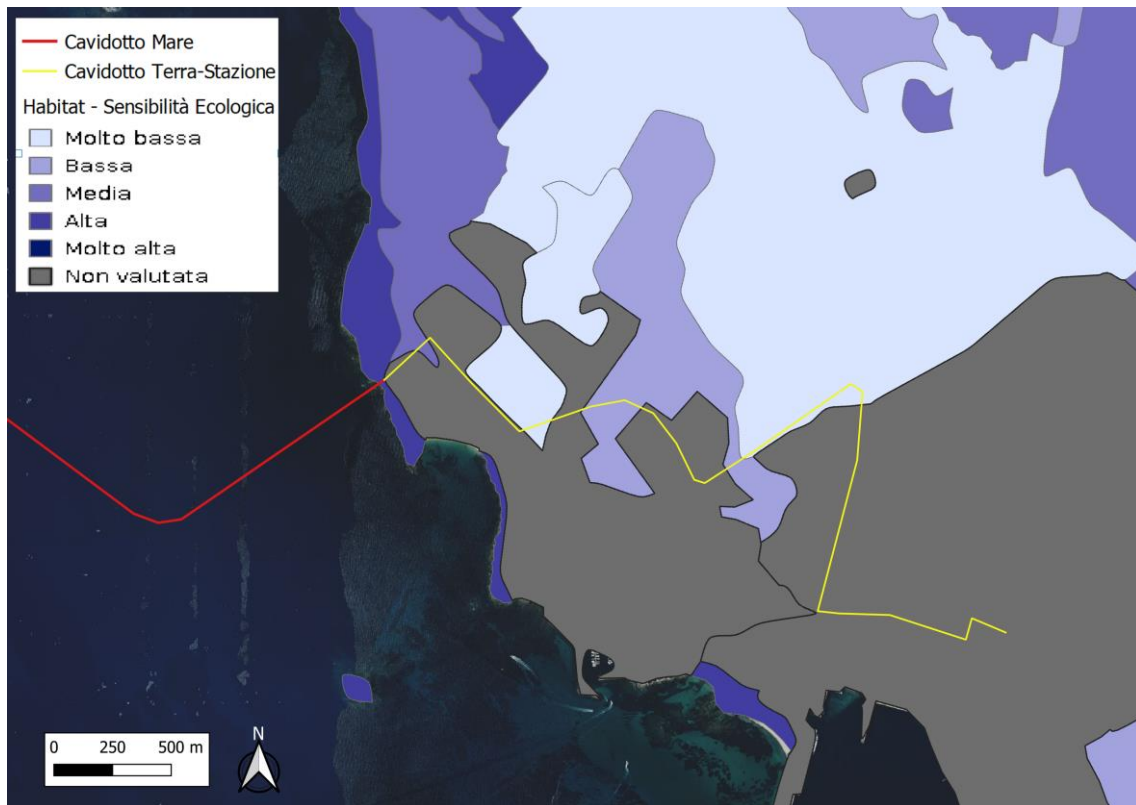 Cavidotto Mare
Cavidotto Terra-Stazione
Habitat - Sensibilità Ecologica
Molto bassa
Bassa
Media
Alta
Molto alta
Non valutata
0 250 500 m
N